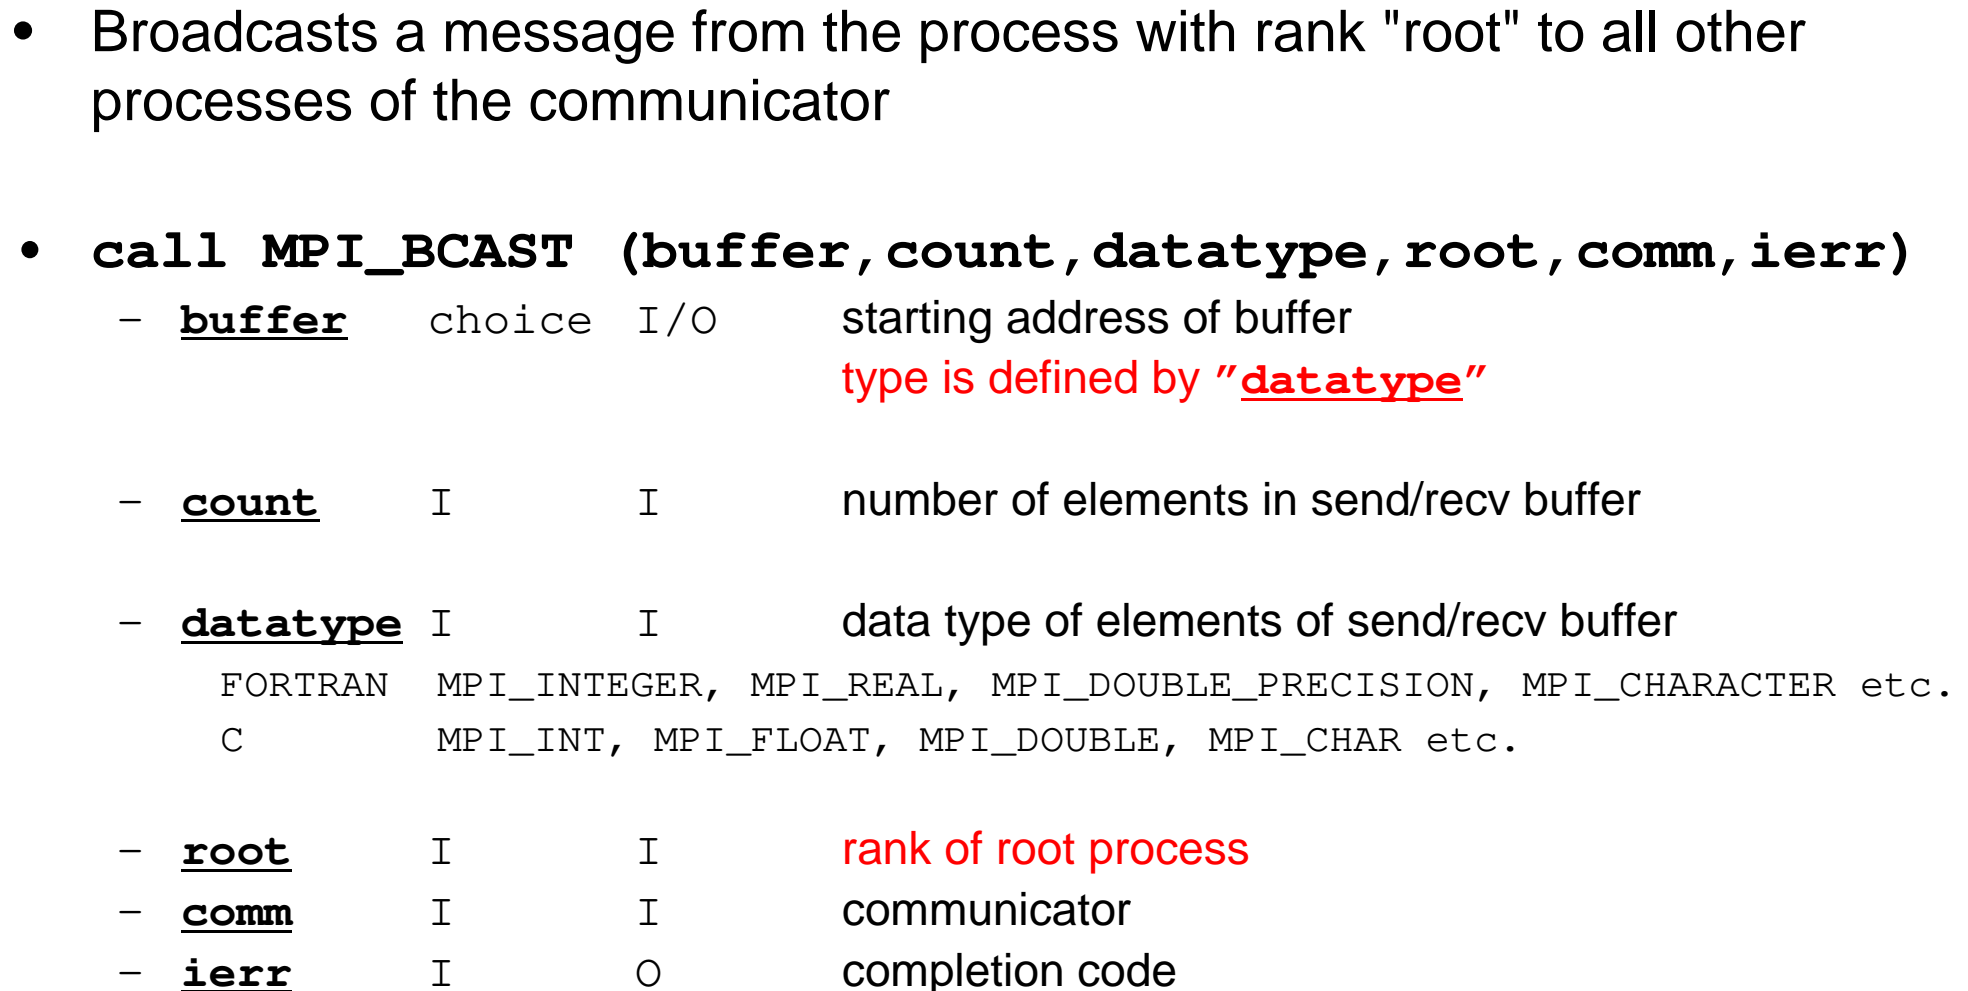 • Broadcasts a message from the process with rank "root" to all other
processes of the communicator
• call MPI_BCAST (buffer,count,datatype,root,comm,ierr)
– buffer choice I/O starting address of buffer
type is defined by ”datatype”
– count I I number of elements in send/recv buffer
– datatype I I data type of elements of send/recv buffer
FORTRAN MPI_INTEGER, MPI_REAL, MPI_DOUBLE_PRECISION, MPI_CHARACTER etc.
C MPI_INT, MPI_FLOAT, MPI_DOUBLE, MPI_CHAR etc.
– root I I rank of root process
– comm I I communicator
– ierr I O completion code